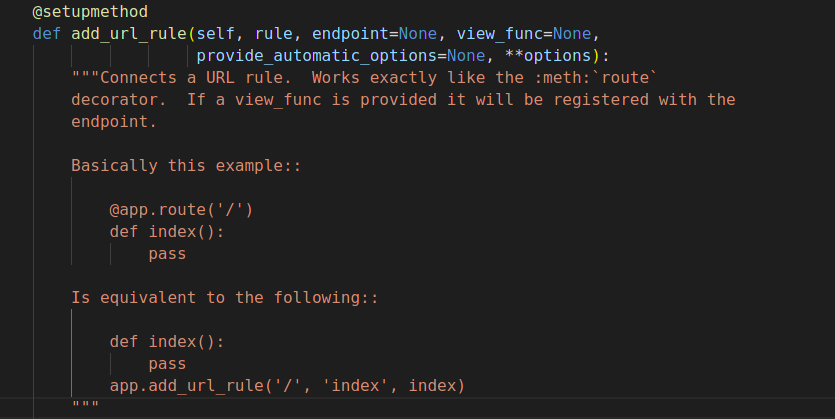 @setupmethod
def add_url_rule(self, rule, endpoint=None, view_func=None,
                 provide_automatic_options=None, **options):
    """Connects a URL rule.  Works exactly like the :meth:`route`
    decorator.  If a view_func is provided it will be registered with the
    endpoint.

    Basically this example::

        @app.route('/')
        def index():
            pass

    Is equivalent to the following::

        def index():
            pass
        app.add_url_rule('/', 'index', index)
    """